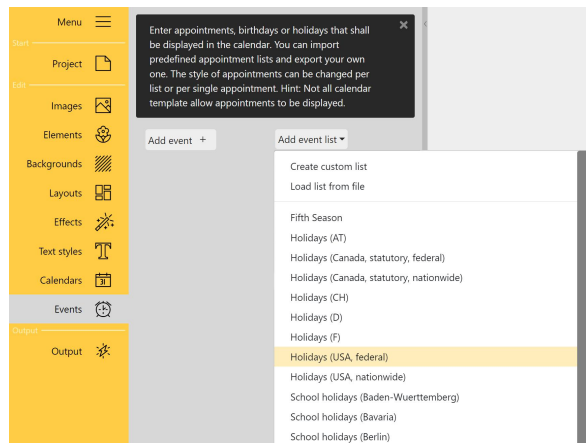 Menu
Start
Project
Edit
Images
Elements
Backgrounds
Layouts
Effects
Text styles
Calendars
31
Events
Output
Output
Enter appointments, birthdays or holidays that shall
be displayed in the calendar. You can import
predefined appointment lists and export your own
one. The style of appointments can be changed per
list or per single appointment. Hint: Not all calendar
template allow appointments to be displayed.
Add event +
Add event list
Create custom list
Load list from file
Fifth Season
Holidays (AT)
Holidays (Canada, statutory, federal)
Holidays (Canada, statutory, nationwide)
Holidays (CH)
Holidays (D)
Holidays (F)
Holidays (USA, federal)
Holidays (USA, nationwide)
School holidays (Baden-Wuerttemberg)
School holidays (Bavaria)
School holidays (Berlin)